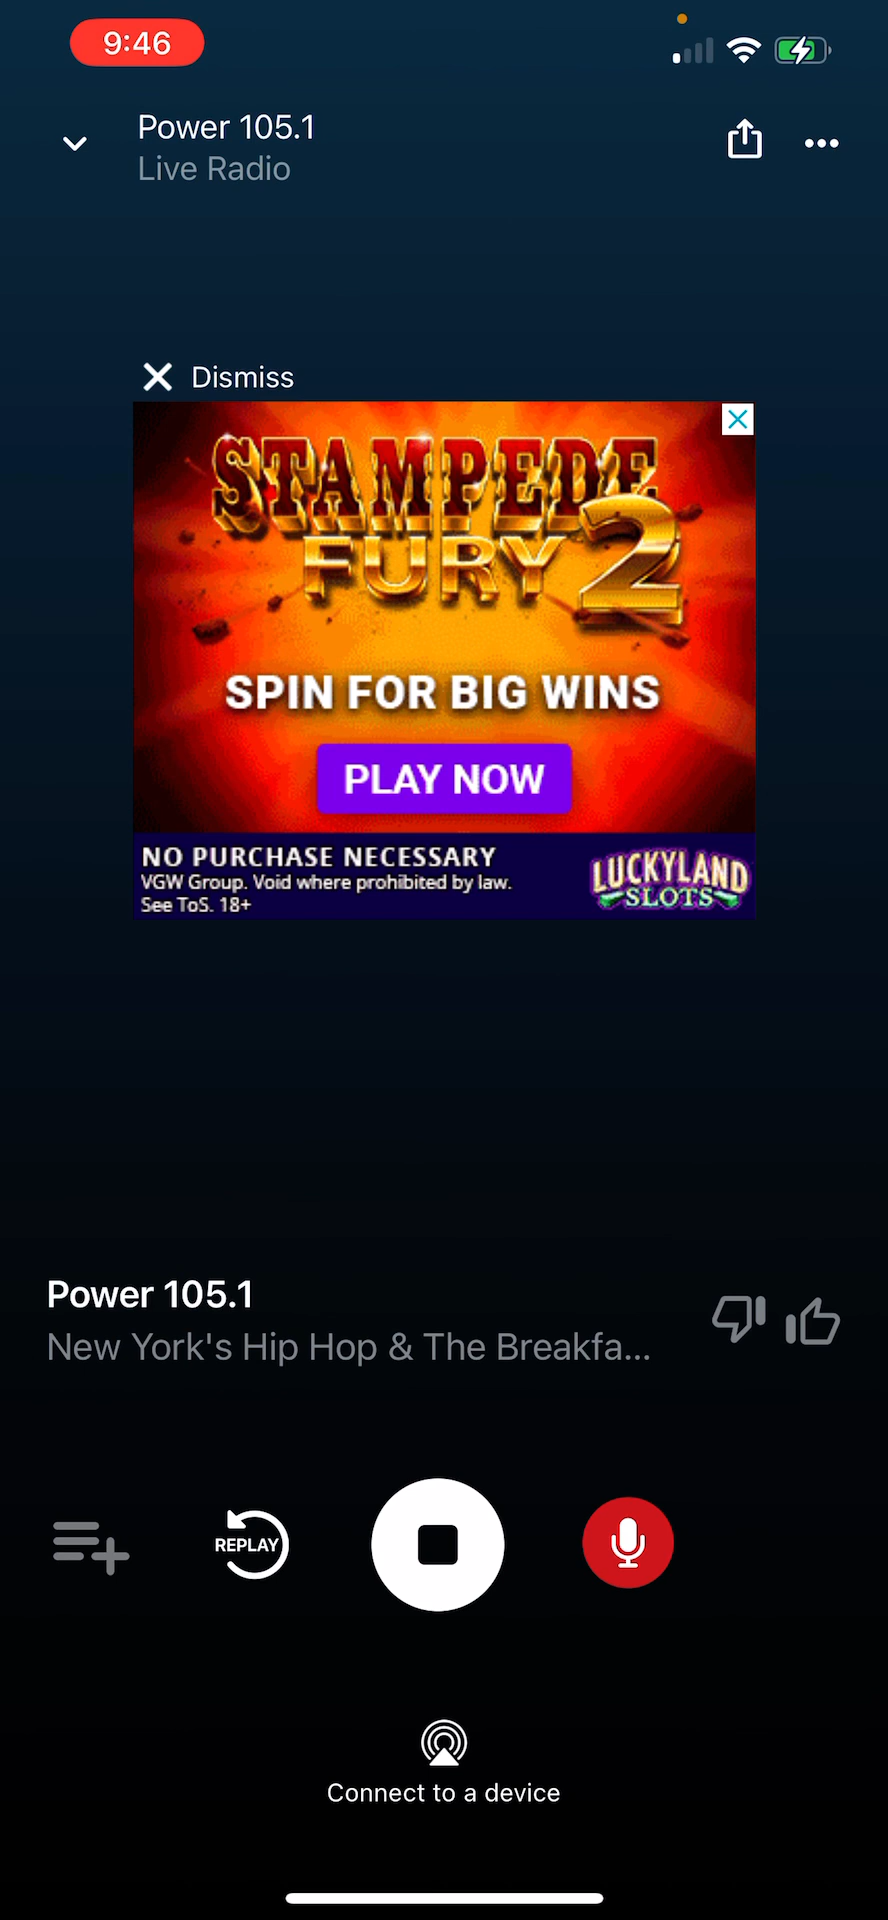 9:46
Power 105.1
Live Radio
Dismiss
STAMPEDE
FURY 2
SPIN FOR BIG WINS
PLAY NOW
NO PURCHASE NECESSARY
VGW Group. Void where prohibited by law.
See ToS. 18+
LUCKYLAND
SLOTS
Power 105.1
New York's Hip Hop & The Breakfa...
REPLAY
Connect to a device